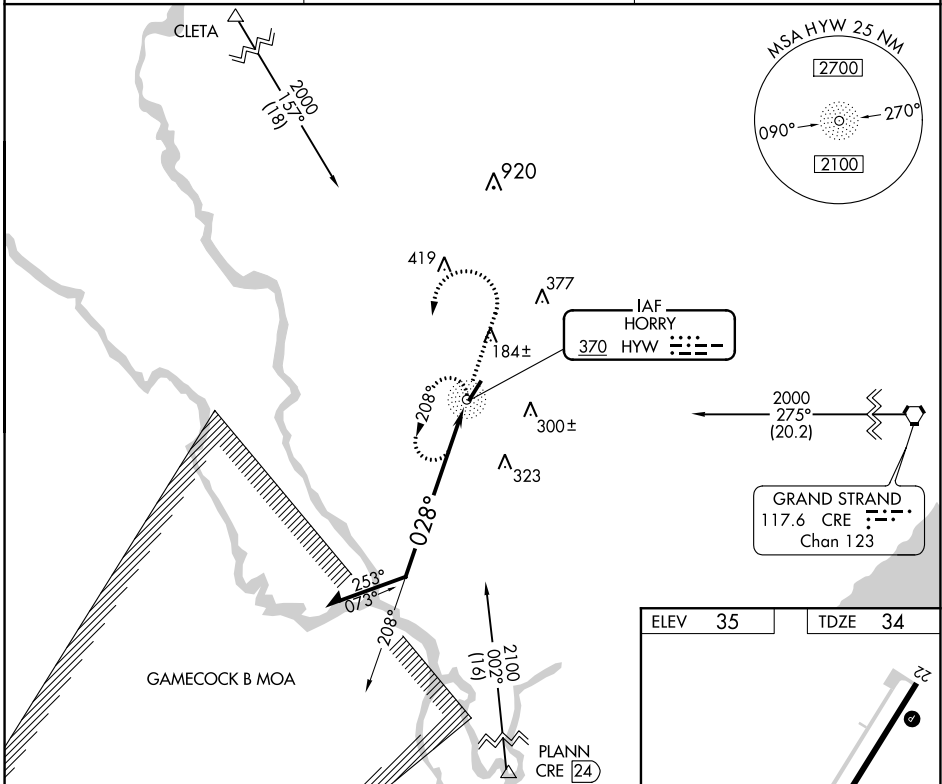 CLETA
2000
157°
(18)
MSA HYW 25 NM
2700
090°
270°
2100
920
419
377
IAF
HORRY
370 HYW
184±
208°
300±
323
2000
275°
(20.2)
GRAND STRAND
117.6 CRE
Chan 123
028°
253°
073°
208°
GAMECOCK B MOA
2100
002°
(16)
PLANN
CRE 24
ELEV 35
TDZE 34
22
P